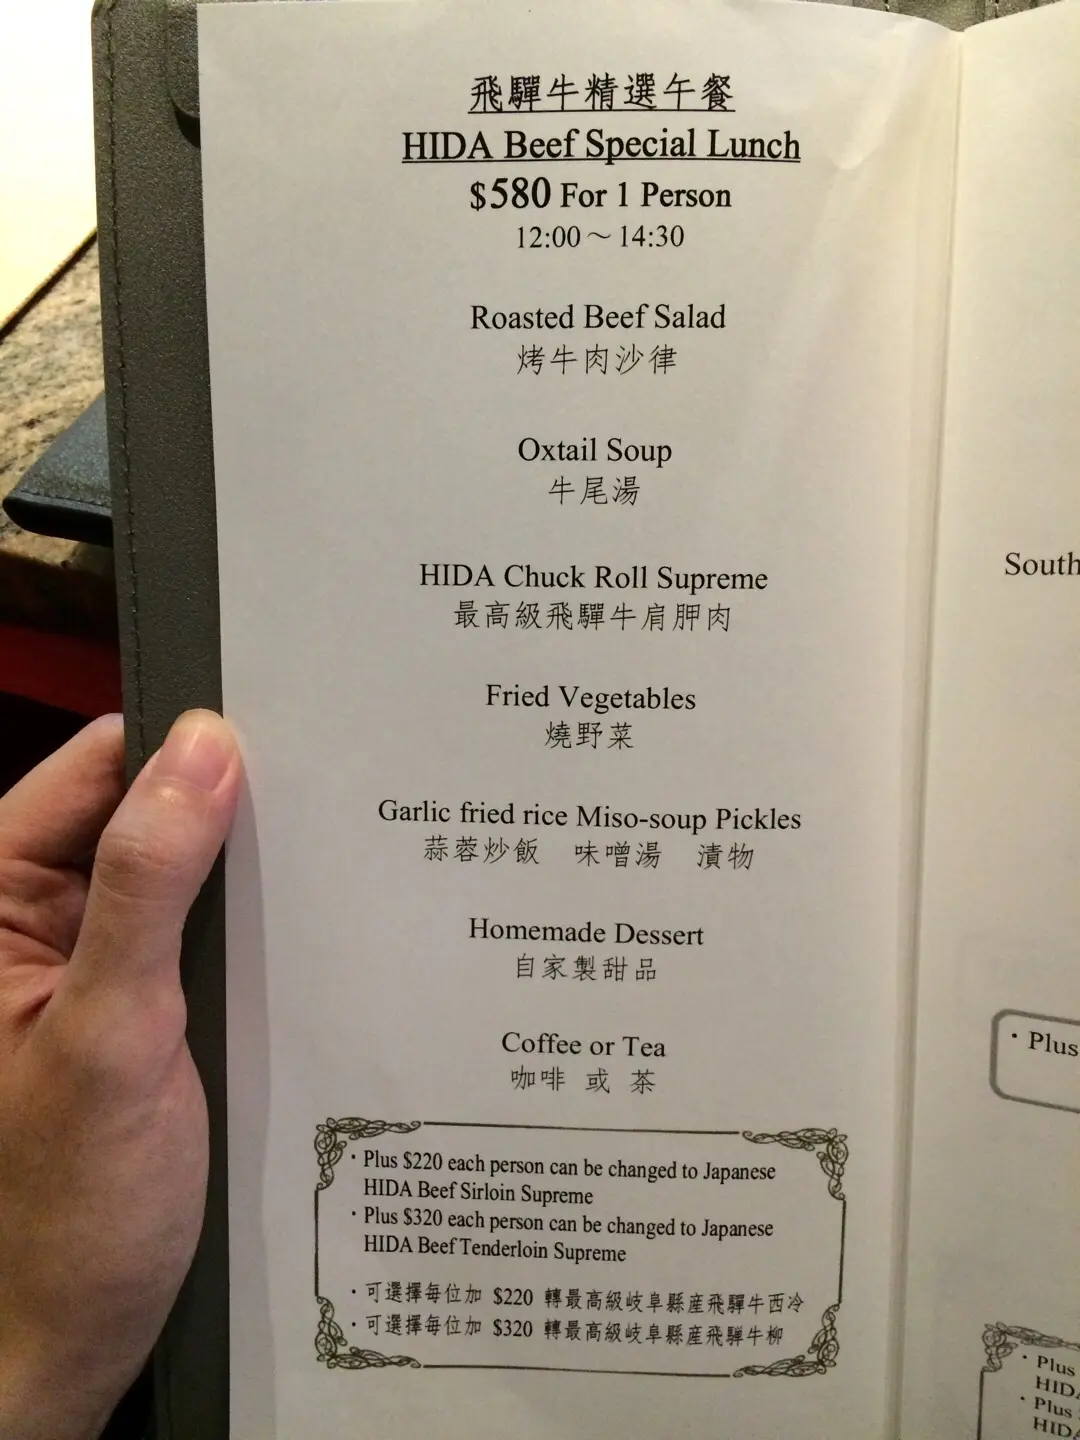 飛驒牛精選午餐
HIDA Beef Special Lunch
$580 For 1 Person
12:00～14:30
Roasted Beef Salad
烤牛肉沙律
Oxtail Soup
牛尾湯
HIDA Chuck Roll Supreme
最高級飛驒牛肩胛肉
Fried Vegetables
燒野菜
Garlic fried rice Miso-soup Pickles
蒜蓉炒飯 味噌湯 漬物
Homemade Dessert
自家製甜品
Coffee or Tea
咖啡 或 茶
・Plus $220 each person can be changed to Japanese
HIDA Beef Sirloin Supreme
・Plus $320 each person can be changed to Japanese
HIDA Beef Tenderloin Supreme
・可選擇每位加 $220 轉最高級岐阜縣産飛驒牛西冷
・可選擇每位加 $320 轉最高級岐阜縣産飛驒牛柳
South
・Plus
・Plus
HIDA
・Plus
HIDA